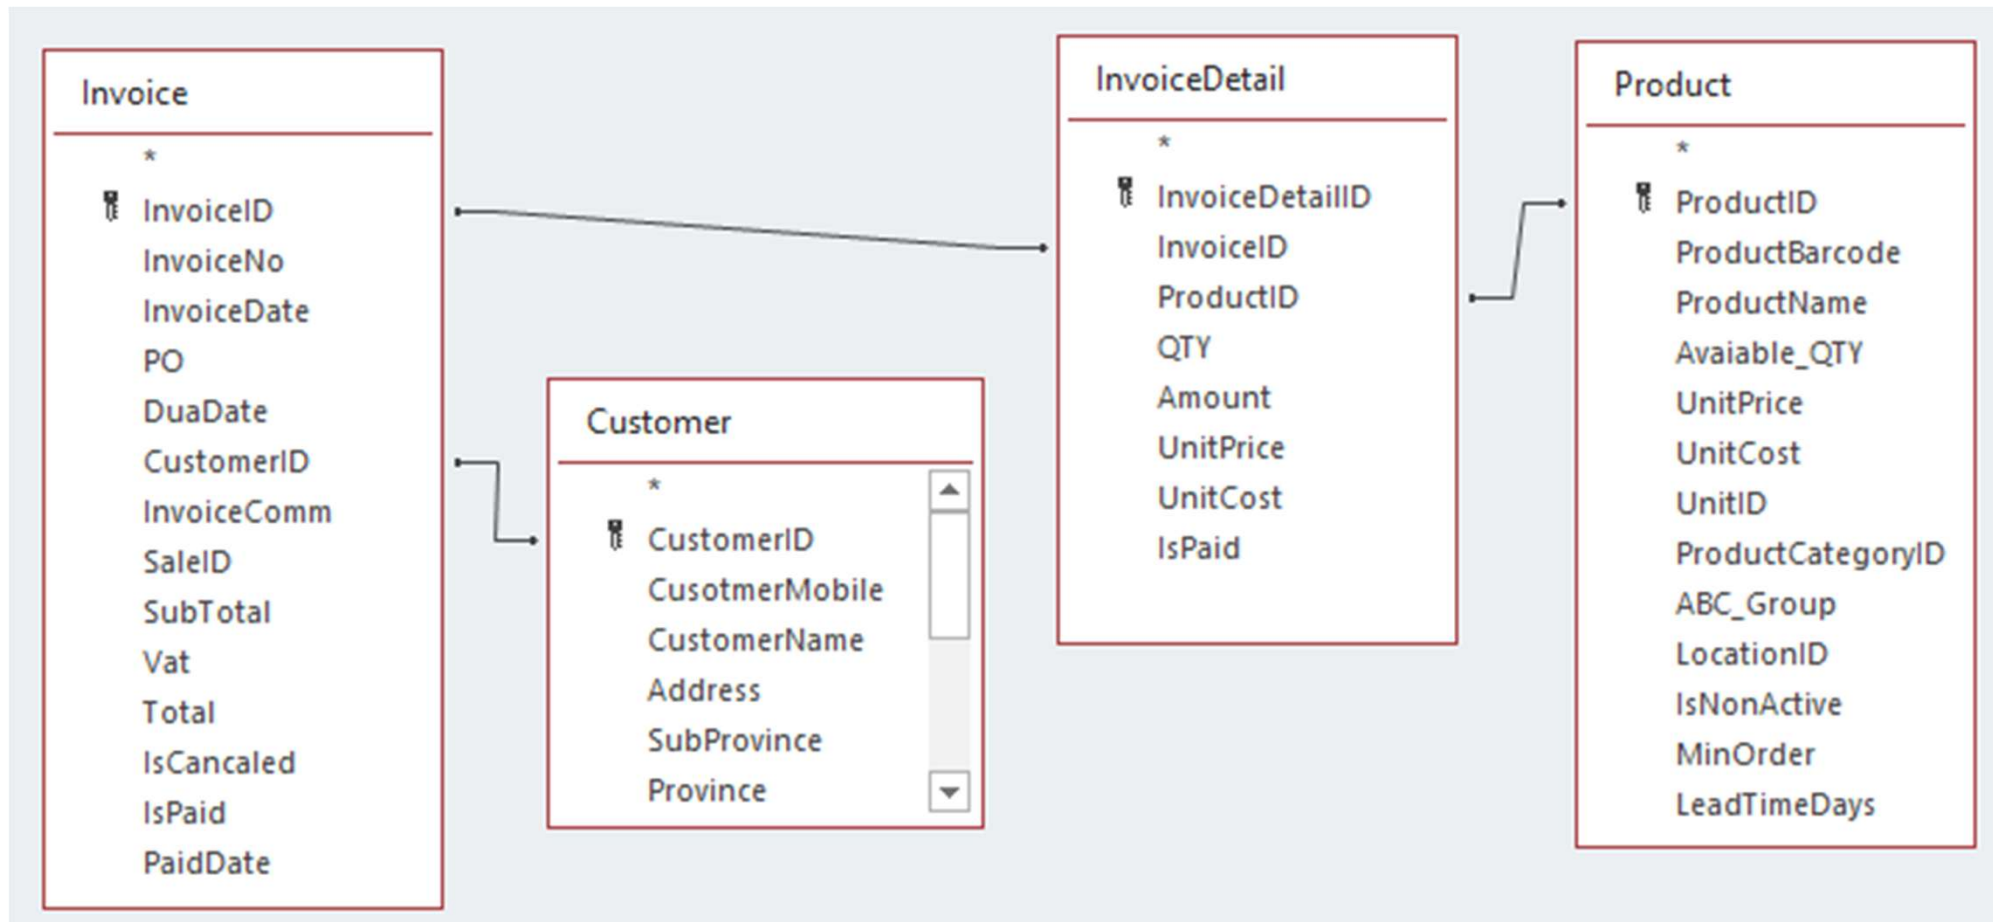 Invoice
*
InvoiceID
InvoiceNo
InvoiceDate
PO
DuaDate
CustomerID
InvoiceComm
SaleID
SubTotal
Vat
Total
IsCancaled
IsPaid
PaidDate
Customer
*
CustomerID
CusotmerMobile
CustomerName
Address
SubProvince
Province
InvoiceDetail
*
InvoiceDetailID
InvoiceID
ProductID
QTY
Amount
UnitPrice
UnitCost
IsPaid
Product
*
ProductID
ProductBarcode
ProductName
Avaiable_QTY
UnitPrice
UnitCost
UnitID
ProductCategoryID
ABC_Group
LocationID
IsNonActive
MinOrder
LeadTimeDays